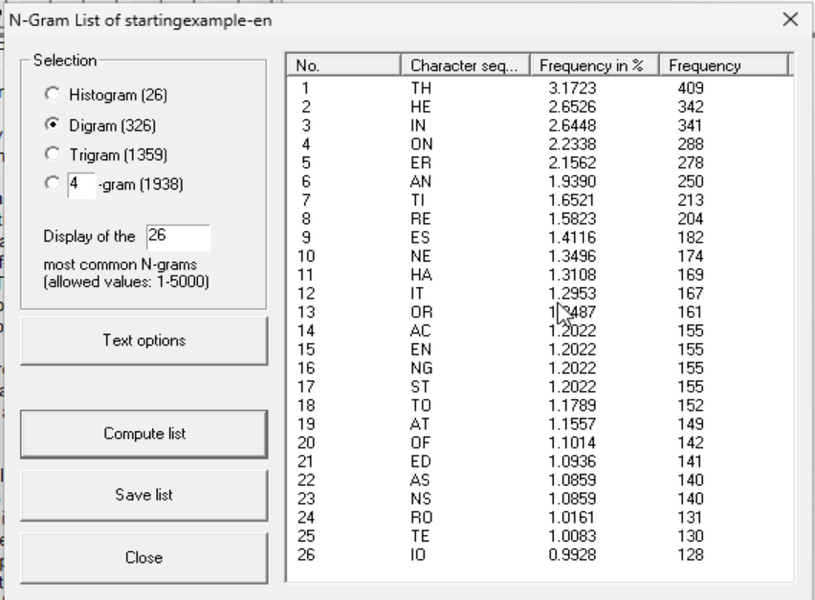 N-Gram List of startingexample-en
Selection
Histogram (26)
Digram (326)
Trigram (1359)
4 -gram (1938)
Display of the 26
most common N-grams
(allowed values: 1-5000)
Text options
Compute list
Save list
Close
No. Character seq... Frequency in % Frequency
1 TH 3.1723 409
2 HE 2.6526 342
3 IN 2.6448 341
4 ON 2.2338 288
5 ER 2.1562 278
6 AN 1.9390 250
7 TI 1.6521 213
8 RE 1.5823 204
9 ES 1.4116 182
10 NE 1.3496 174
11 HA 1.3108 169
12 IT 1.2953 167
13 OR 161
14 AC 1.2022 155
15 EN 1.2022 155
16 NG 1.2022 155
17 ST 1.2022 155
18 TO 1.1789 152
19 AT 1.1557 149
20 OF 1.1014 142
21 ED 1.0936 141
22 AS 1.0859 140
23 NS 1.0859 140
24 RO 1.0161 131
25 TE 1.0083 130
26 IO 0.9928 128